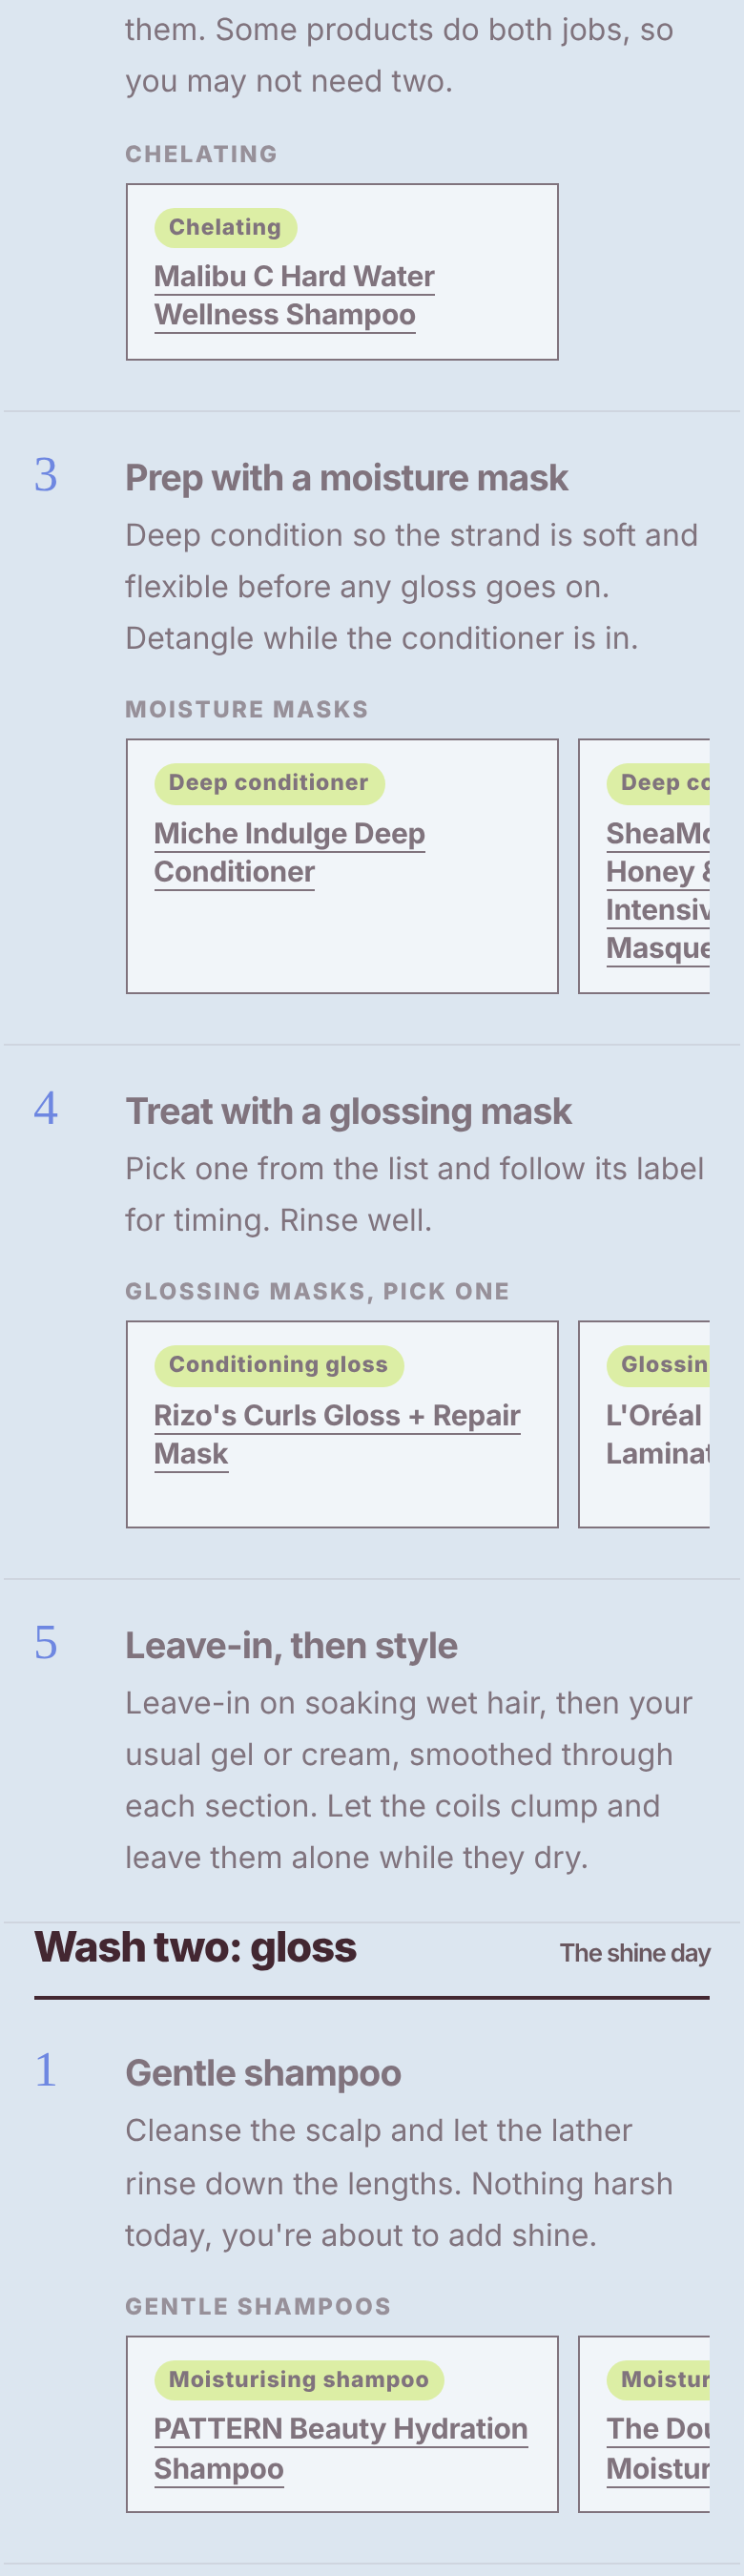 them. Some products do both jobs, so
you may not need two.
CHELATING
Chelating
Malibu C Hard Water
Wellness Shampoo
3
Prep with a moisture mask
Deep condition so the strand is soft and
flexible before any gloss goes on.
Detangle while the conditioner is in.
MOISTURE MASKS
Deep conditioner
Miche Indulge Deep
Conditioner
Deep
Honey
Masque
4
Treat with a glossing mask
Pick one from the list and follow its label
for timing. Rinse well.
GLOSSING MASKS, PICK ONE
Conditioning gloss
Rizo's Curls Gloss + Repair
Mask
L'Oréal
5
Leave-in, then style
Leave-in on soaking wet hair, then your
usual gel or cream, smoothed through
each section. Let the coils clump and
leave them alone while they dry.
Wash two: gloss
The shine day
1
Gentle shampoo
Cleanse the scalp and let the lather
rinse down the lengths. Nothing harsh
today, you're about to add shine.
GENTLE SHAMPOOS
Moisturising shampoo
PATTERN Beauty Hydration
Shampoo
The